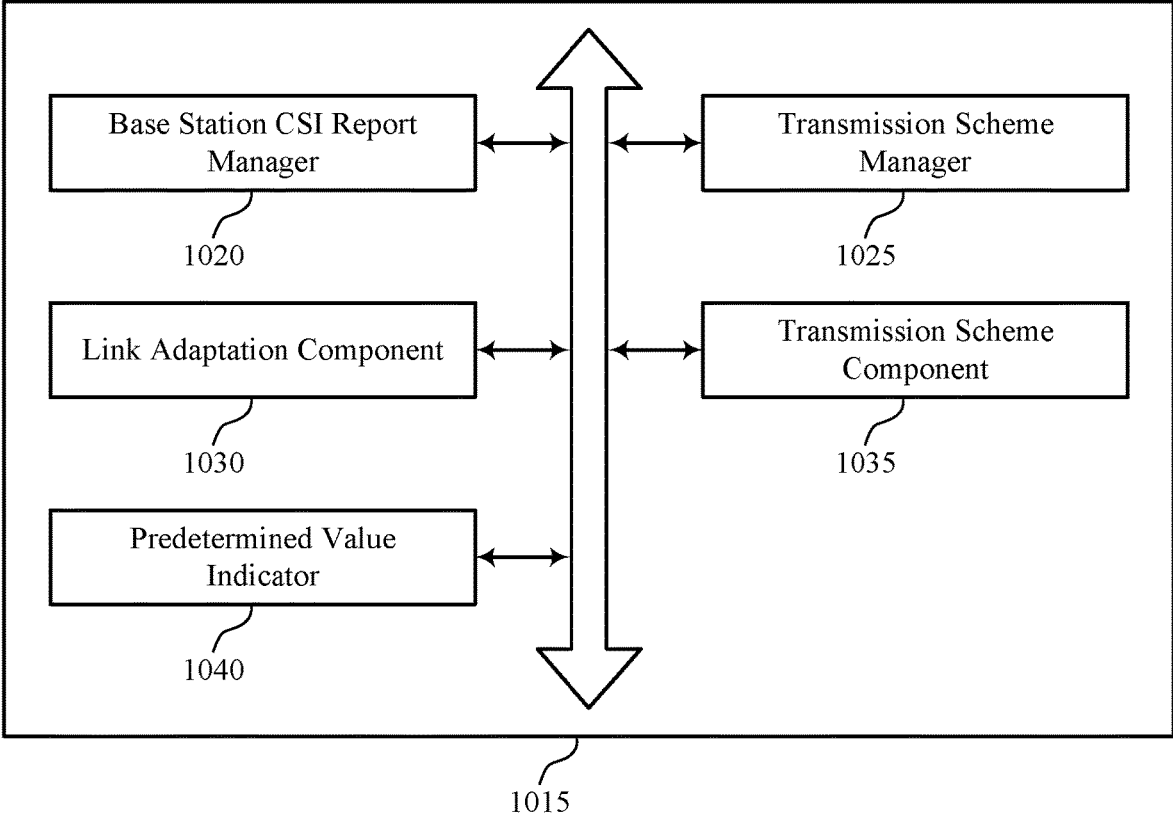 Base Station CSI Report
Manager
1020
Transmission Scheme
Manager
1025
Link Adaptation Component
1030
Transmission Scheme
Component
1035
Predetermined Value
Indicator
1040
1015